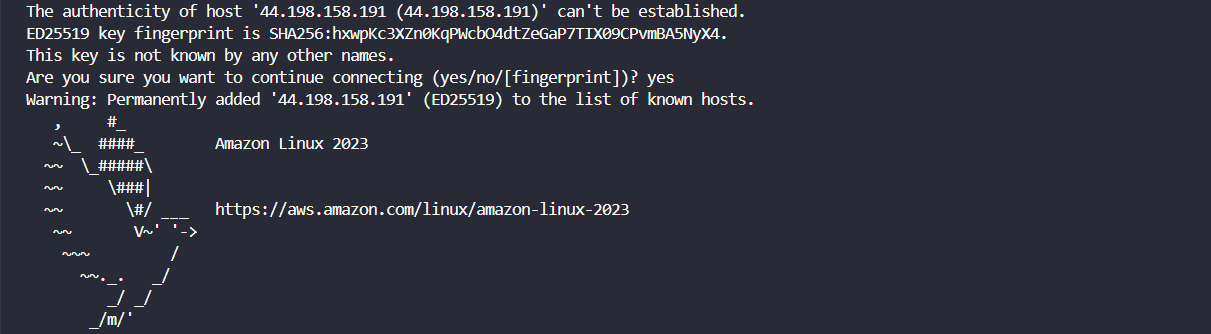 The authenticity of host '44.198.158.191 (44.198.158.191)' can't be established.
ED25519 key fingerprint is SHA256:hxwpKc3XZn0KqPWcbO4dtZeGaP7TIX09CPvmBA5NyX4.
This key is not known by any other names.
Are you sure you want to continue connecting (yes/no/[fingerprint])? yes
Warning: Permanently added '44.198.158.191' (ED25519) to the list of known hosts.
   ,     #_
   ~\_  ####_        Amazon Linux 2023
  ~~  \_#####\
  ~~     \###|
  ~~       \#/ ___   https://aws.amazon.com/linux/amazon-linux-2023
   ~~       V~' '->
    ~~~         /
      ~~._.   _/
         _/ _/
       _/m/'